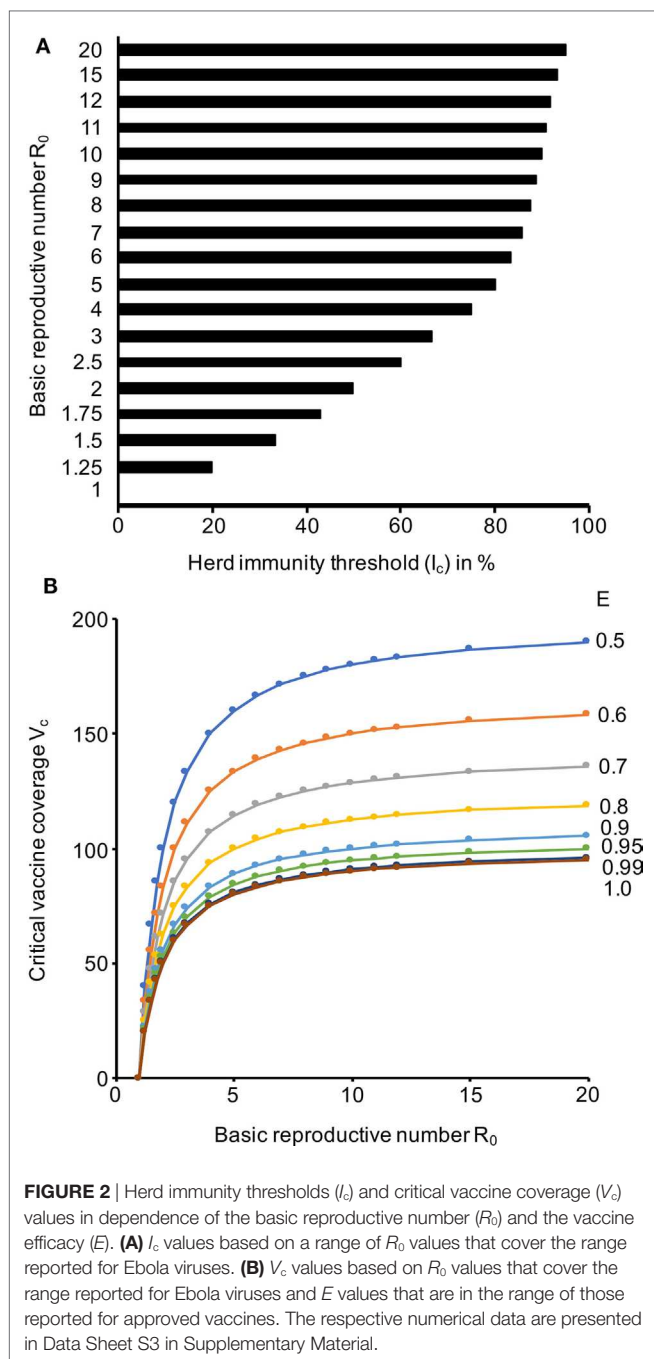 A
Basic reproductive number R₀
20
15
12
11
10
9
8
7
6
5
4
3
2.5
2
1.75
1.5
1.25
1
0 20 40 60 80 100
Herd immunity threshold (I꜀) in %
B
E
Critical vaccine coverage V꜀
200
150
100
50
0
0.5
0.6
0.7
0.8
0.9
0.95
0.99
1.0
0 5 10 15 20
Basic reproductive number R₀
FIGURE 2 | Herd immunity thresholds (I꜀) and critical vaccine coverage (V꜀)
values in dependence of the basic reproductive number (R₀) and the vaccine
efficacy (E). (A) I꜀ values based on a range of R₀ values that cover the range
reported for Ebola viruses. (B) V꜀ values based on R₀ values that cover the
range reported for Ebola viruses and E values that are in the range of those
reported for approved vaccines. The respective numerical data are presented
in Data Sheet S3 in Supplementary Material.